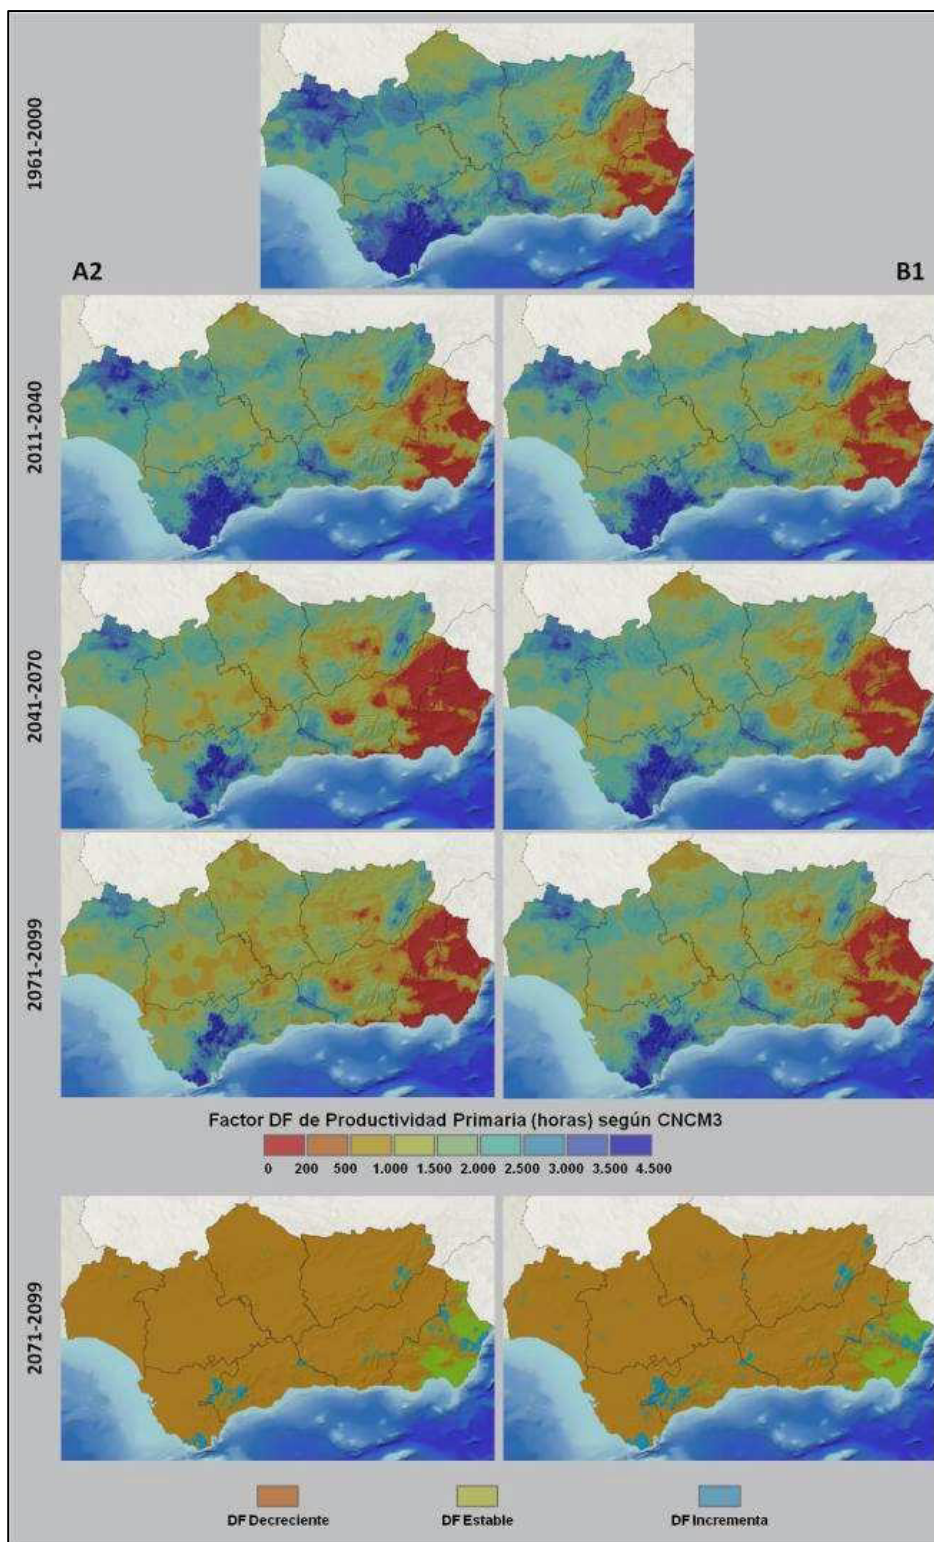 1961-2000
A2
B1
2011-2040
2041-2070
2071-2099
Factor DF de Productividad Primaria (horas) según CNCM3
0 200 500 1.000 1.500 2.000 2.500 3.000 3.500 4.500
2071-2099
DF Decreciente DF Estable DF Incrementa